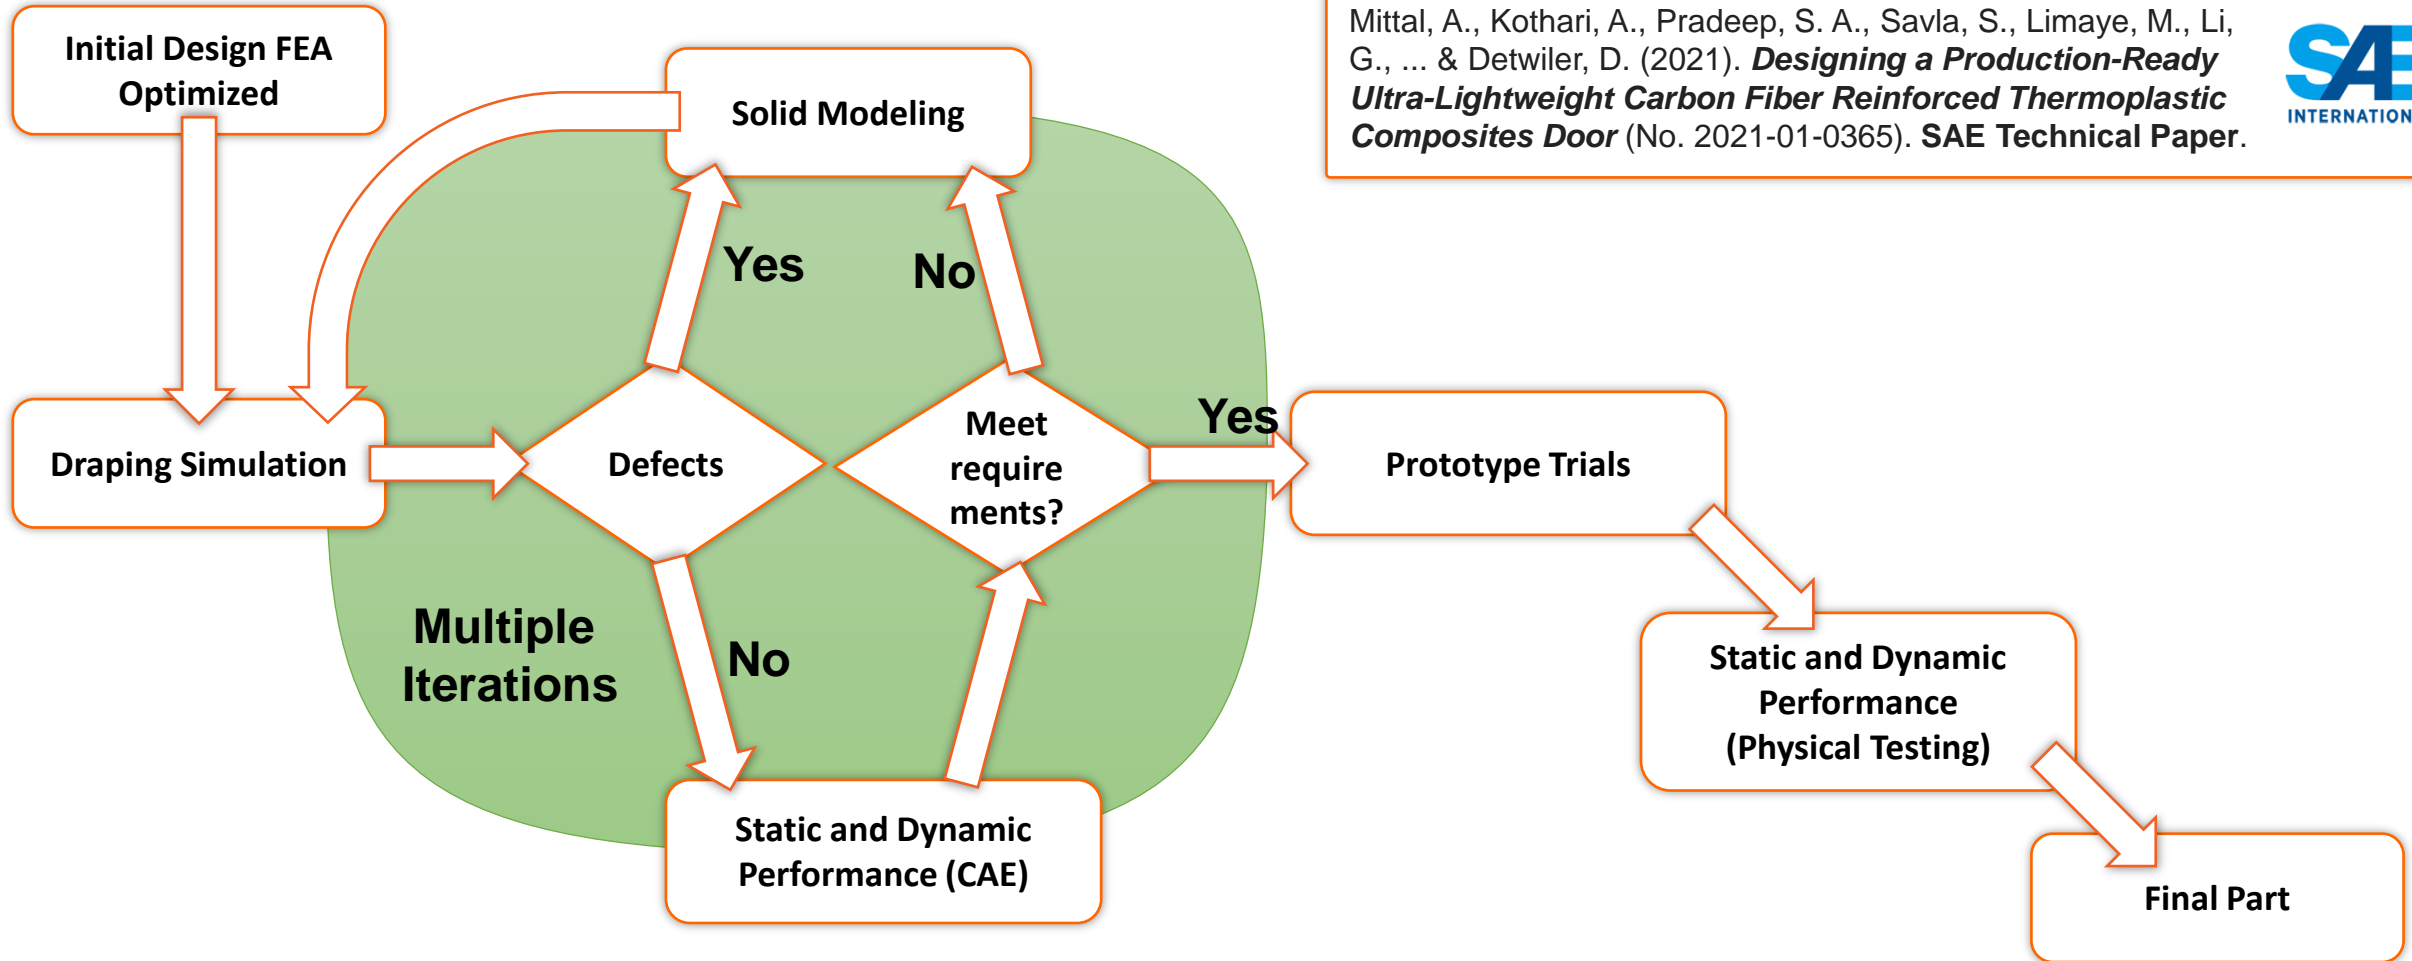 Initial Design FEA
Optimized
Mittal, A., Kothari, A., Pradeep, S. A., Savla, S., Limaye, M., Li,
G., ... & Detwiler, D. (2021). Designing a Production-Ready
Ultra-Lightweight Carbon Fiber Reinforced Thermoplastic
Composites Door (No. 2021-01-0365). SAE Technical Paper.
SAE
INTERNATION
Solid Modeling
Yes
No
Draping Simulation
Defects
Meet
require
ments?
Yes
Prototype Trials
Multiple
Iterations
No
Static and Dynamic
Performance (CAE)
Static and Dynamic
Performance
(Physical Testing)
Final Part